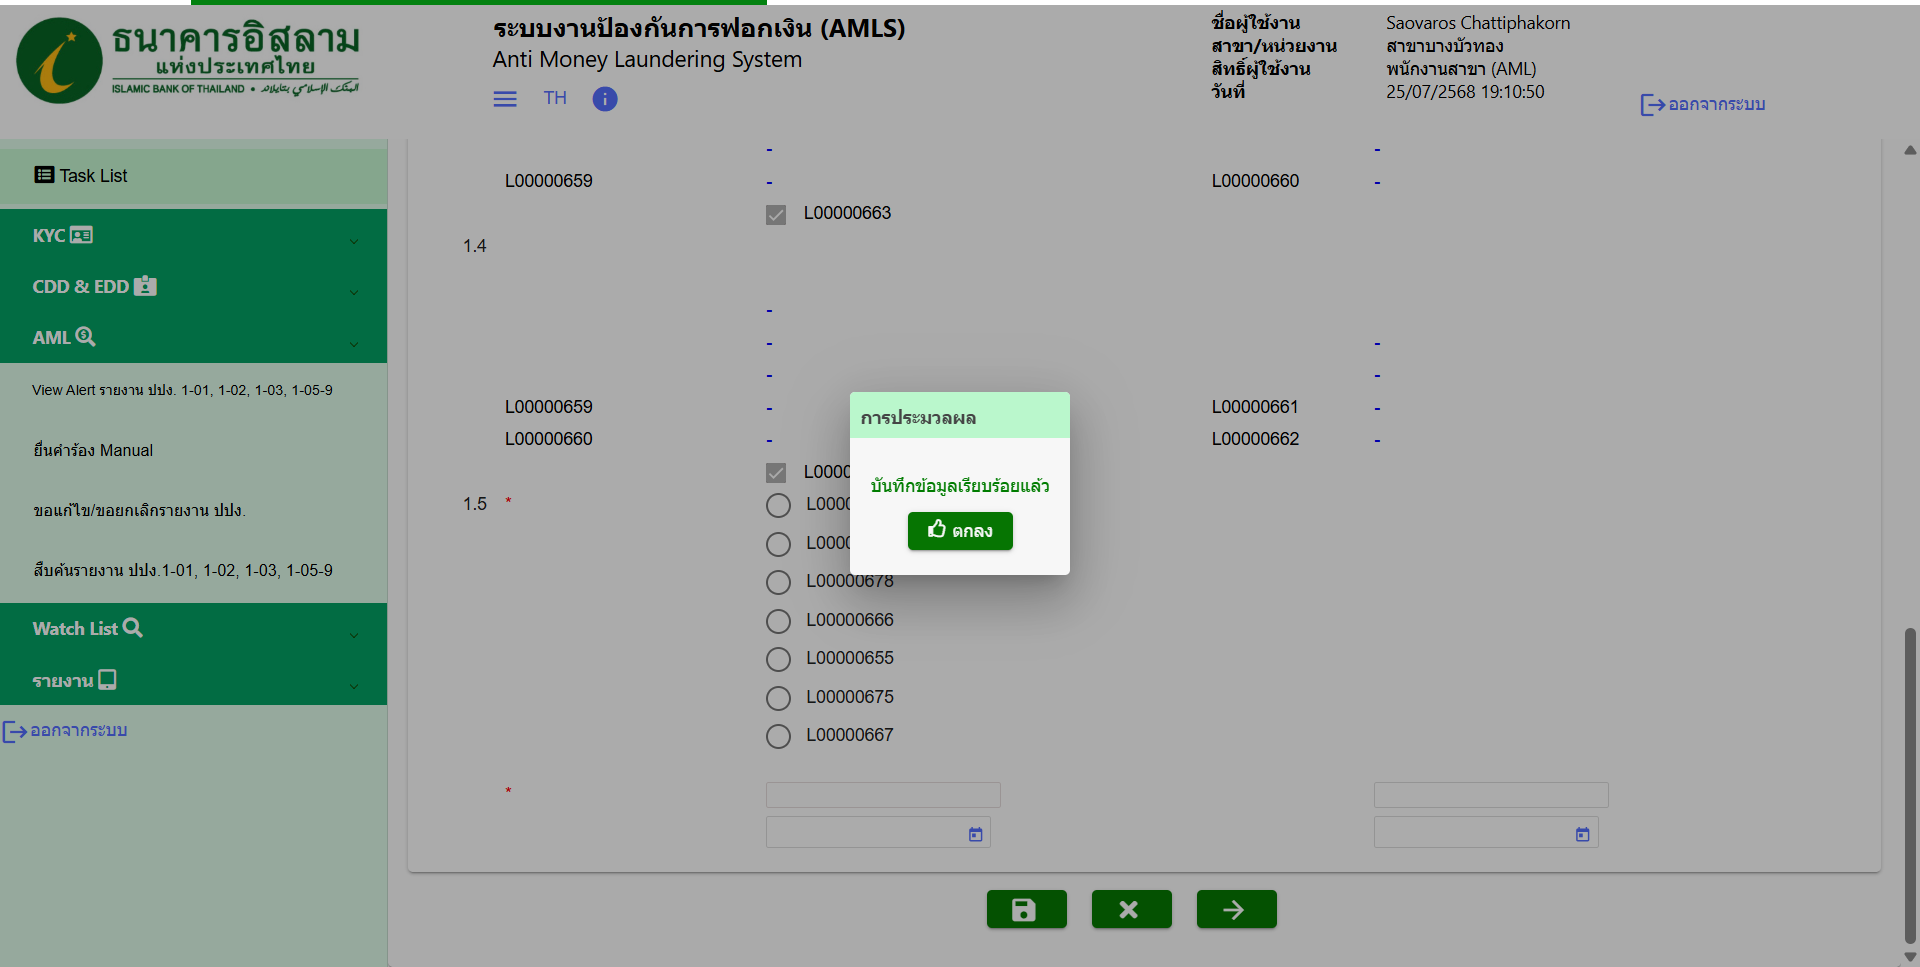 ธนาคารอิสลาม
แห่งประเทศไทย
ISLAMIC BANK OF THAILAND •
ระบบงานป้องกันการฟอกเงิน (AMLS)
Anti Money Laundering System
TH
ชื่อผู้ใช้งาน Saovaros Chattiphakorn
สาขา/หน่วยงาน สาขาบางบัวทอง
สิทธิ์ผู้ใช้งาน พนักงานสาขา (AML)
วันที่ 25/07/2568 19:10:50
ออกจากระบบ
Task List
KYC
CDD & EDD
AML
View Alert รายงาน ปปง. 1-01, 1-02, 1-03, 1-05-9
ยื่นคำร้อง Manual
ขอแก้ไข/ขอยกเลิกรายงาน ปปง.
สืบค้นรายงาน ปปง.1-01, 1-02, 1-03, 1-05-9
Watch List
รายงาน
ออกจากระบบ
- -
L00000659 - L00000660 -
L00000663
1.4
-
- -
- -
L00000659 - L00000661 -
L00000660 - L00000662 -
L0000
1.5 * L0000
L0000
L00000678
L00000666
L00000655
L00000675
L00000667
*
การประมวลผล
บันทึกข้อมูลเรียบร้อยแล้ว
ตกลง